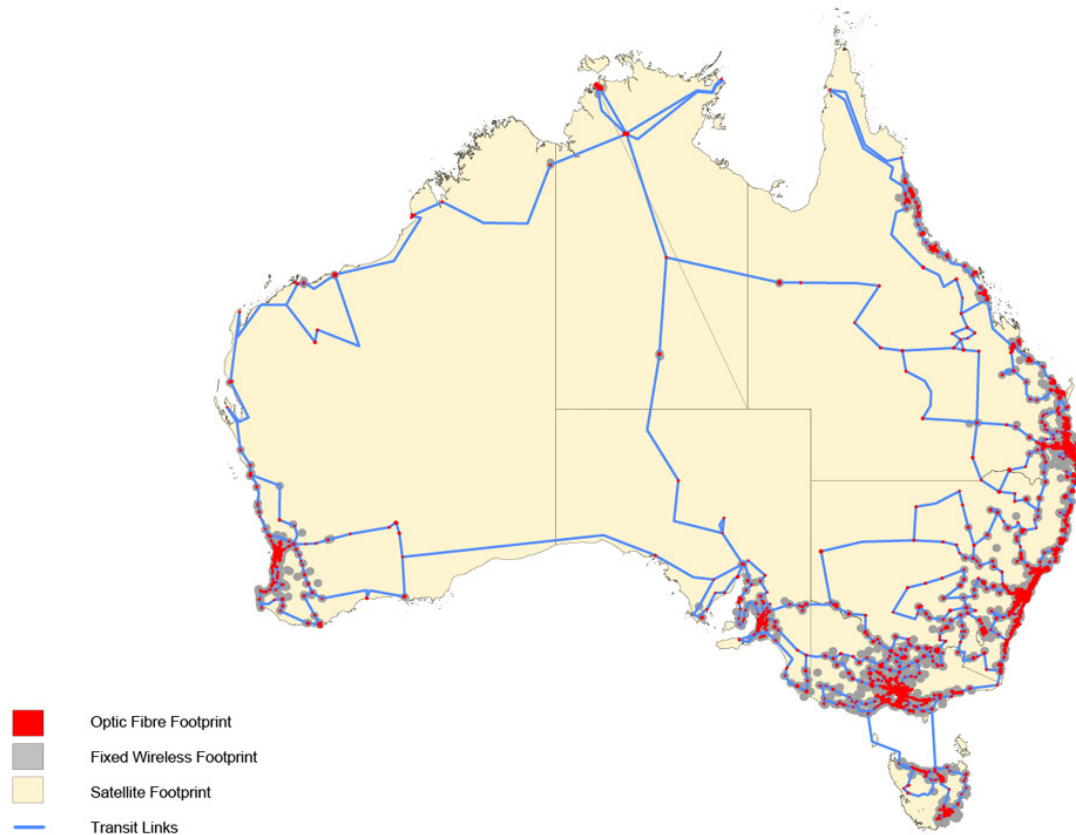 Optic Fibre Footprint
Fixed Wireless Footprint
Satellite Footprint
Transit Links